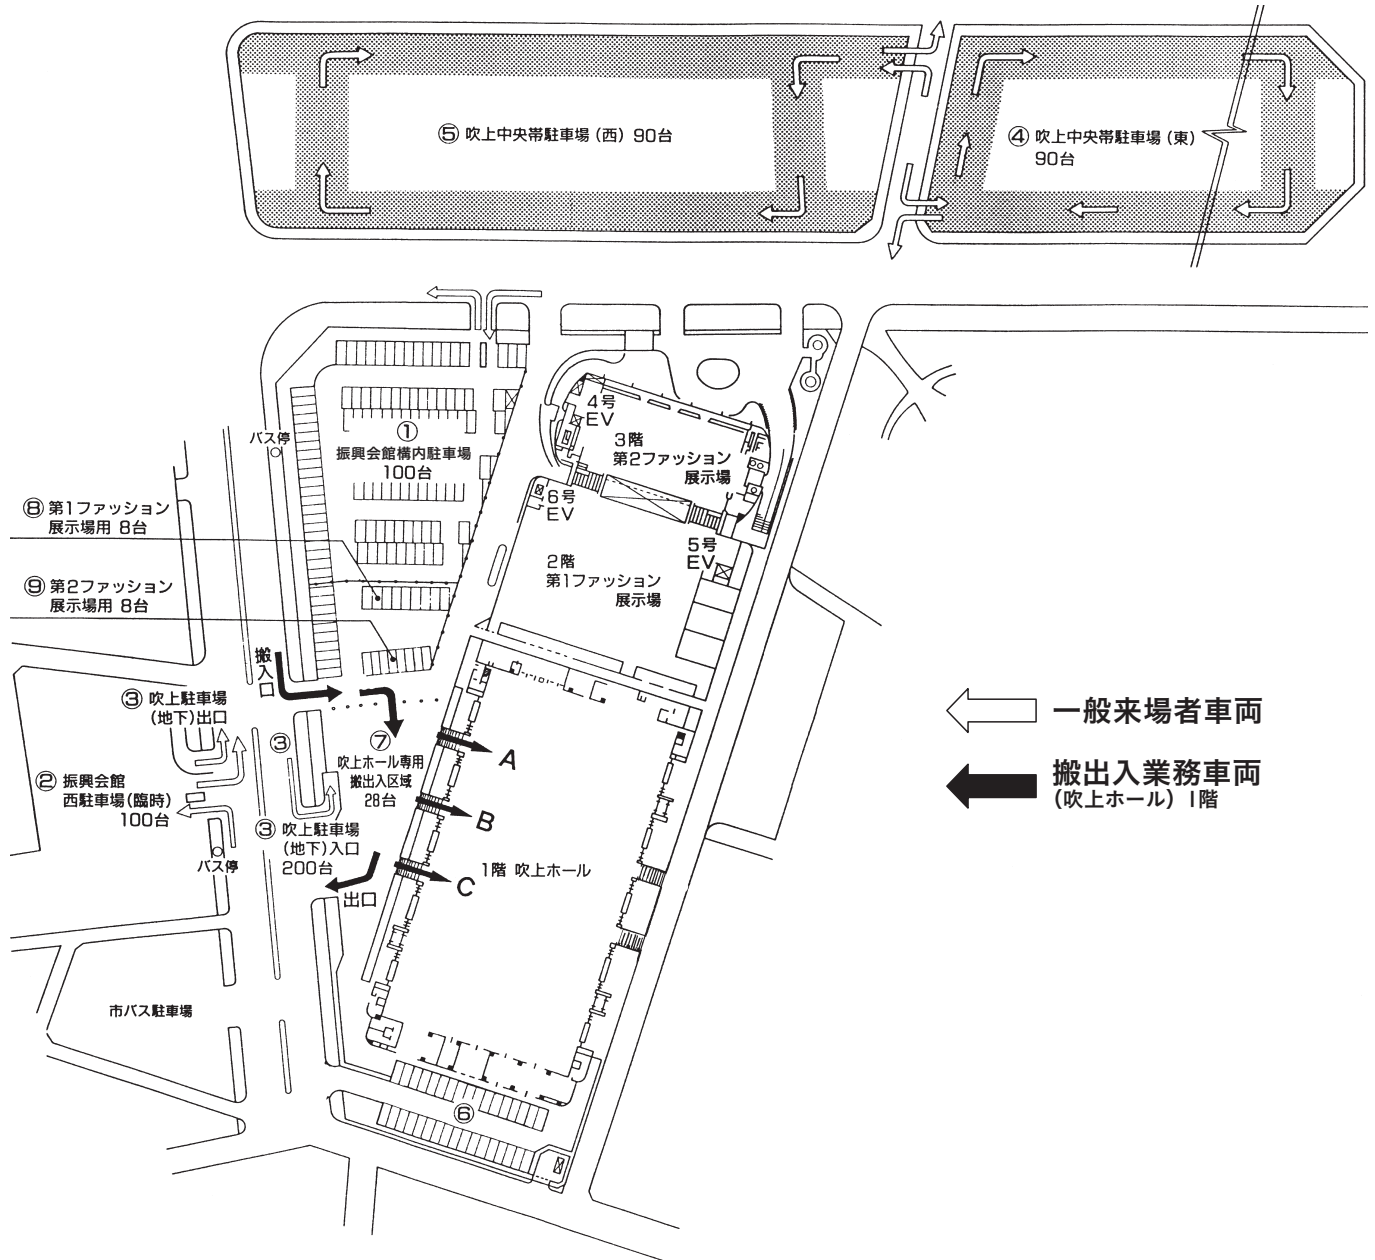 ⑤ 吹上中央帯駐車場(西) 90台
④ 吹上中央帯駐車場(東)
90台
バス停
①
振興会館構内駐車場
100台
4号
EV
3階
第2ファッション
展示場
6号
EV
5号
EV
2階
第1ファッション
展示場
⑧ 第1ファッション
展示場用 8台
⑨ 第2ファッション
展示場用 8台
搬入口
③ 吹上駐車場
(地下)出口
③
② 振興会館
西駐車場(臨時)
100台
⑦
吹上ホール専用
搬出入区域
28台
A
B
C
③ 吹上駐車場
(地下)入口
200台
バス停
出口
1階 吹上ホール
市バス駐車場
⑥
一般来場者車両
搬出入業務車両
(吹上ホール) 1階